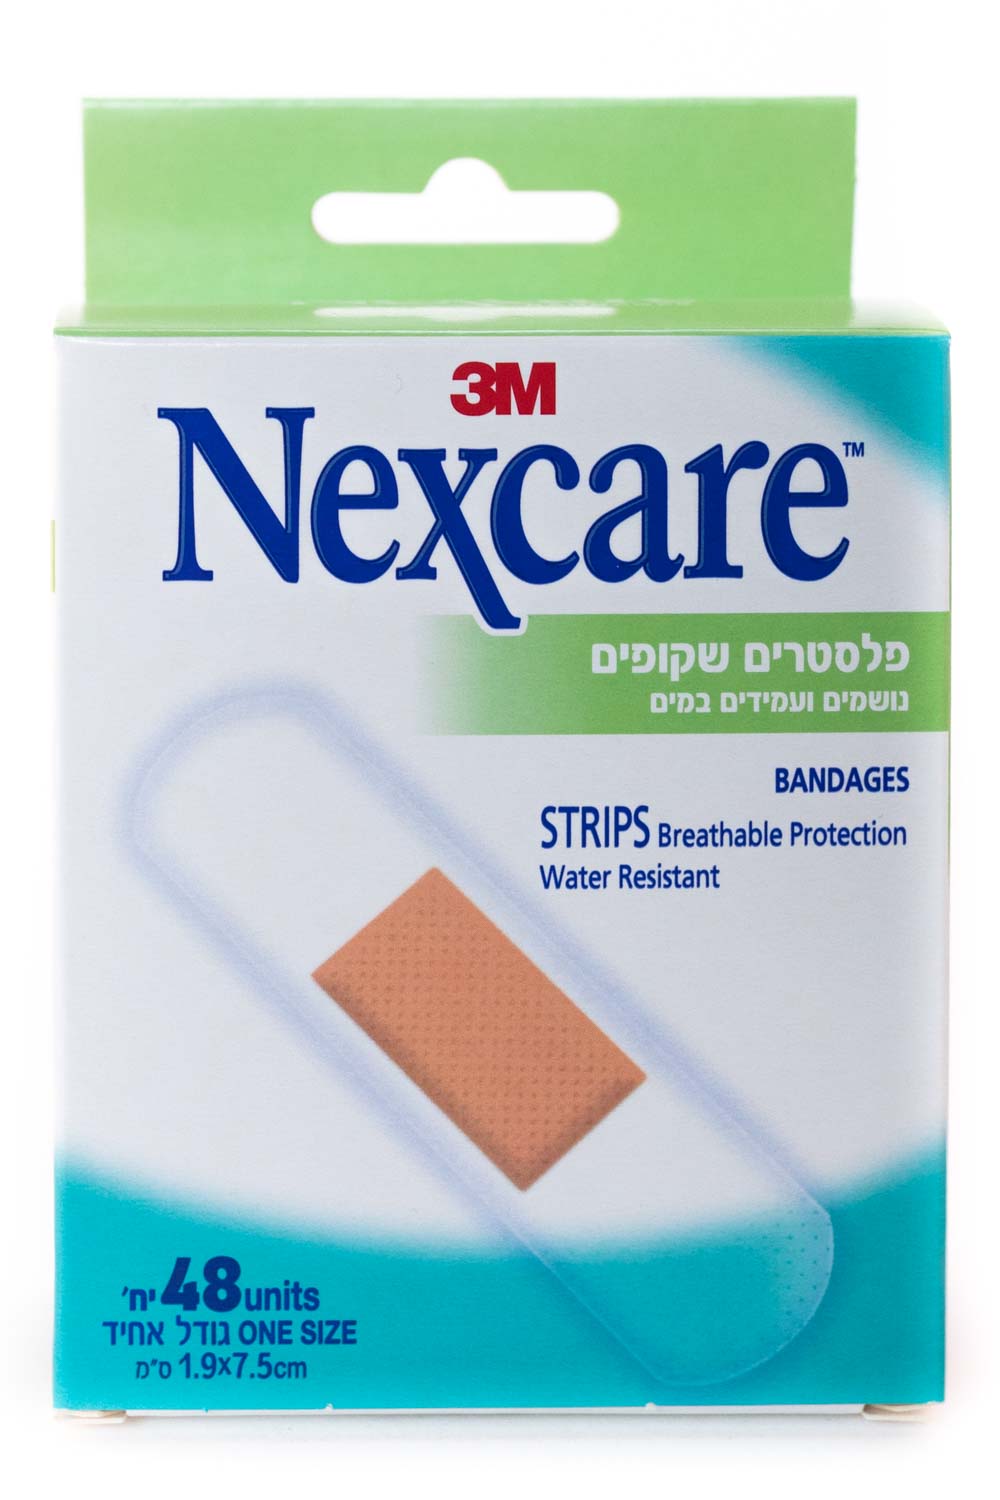 3M
Nexcare™
פלסטרים שקופים
נושמים ועמידים במים
BANDAGES
STRIPS Breathable Protection
Water Resistant
48 יח' units
גודל אחיד ONE SIZE
1.9x7.5cm ס"מ